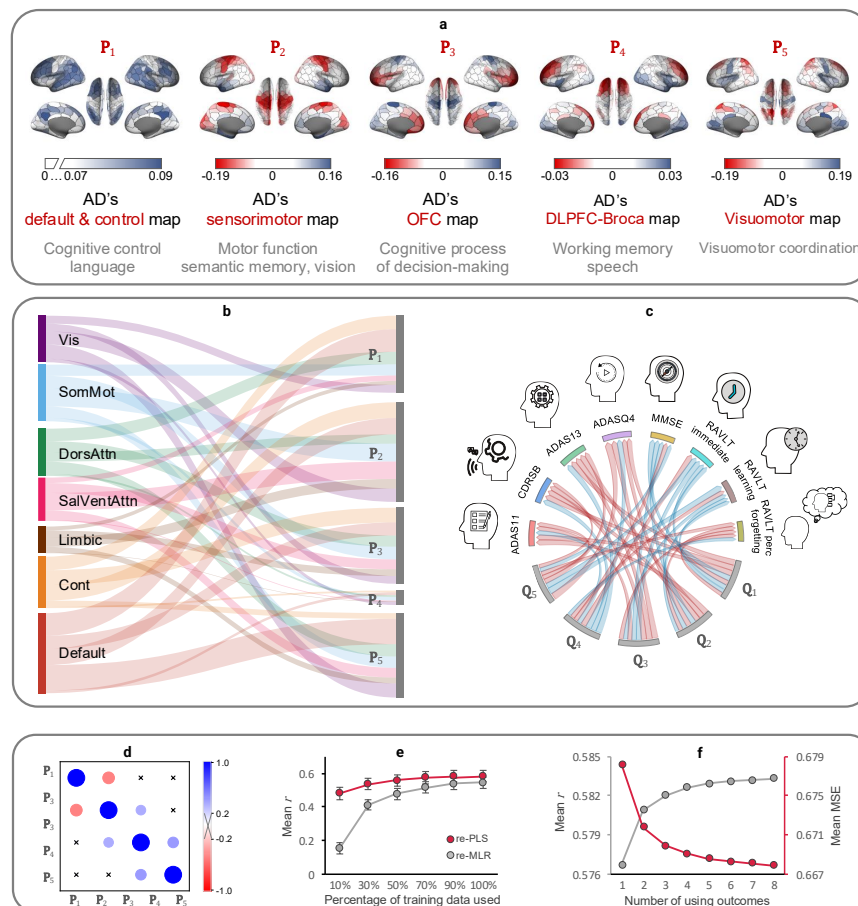 a
P1 P2 P3 P4 P5
0 ... 0.07 0.09 -0.19 0 0.16 -0.16 0 0.15 -0.03 0 0.03 -0.19 0 0.19
AD's
default & control map
Cognitive control
language
AD's
sensorimotor map
Motor function
semantic memory, vision
AD's
OFC map
Cognitive process
of decision-making
AD's
DLPFC-Broca map
Working memory
speech
AD's
Visuomotor map
Visuomotor coordination
b
Vis
SomMot
DorsAttn
SalVentAttn
Limbic
Cont
Default
P1
P2
P3
P4
P5
c
ADAS11
CDRSB
ADAS13
ADASQ4
MMSE
RAVLT
immediate
RAVLT
learning
RAVLT perc
forgetting
Q1
Q2
Q3
Q4
Q5
d
P1
P3
P3
P4
P5
P1 P2 P3 P4 P5
1.0
0.2
-0.2
-1.0
e
Mean r
0.6
0.4
0.2
0
re-PLS
re-MLR
10% 30% 50% 70% 90% 100%
Percentage of training data used
f
Mean r
0.585
0.582
0.579
0.576
0.679
0.675
0.671
0.667
Mean MSE
1 2 3 4 5 6 7 8
Number of using outcomes